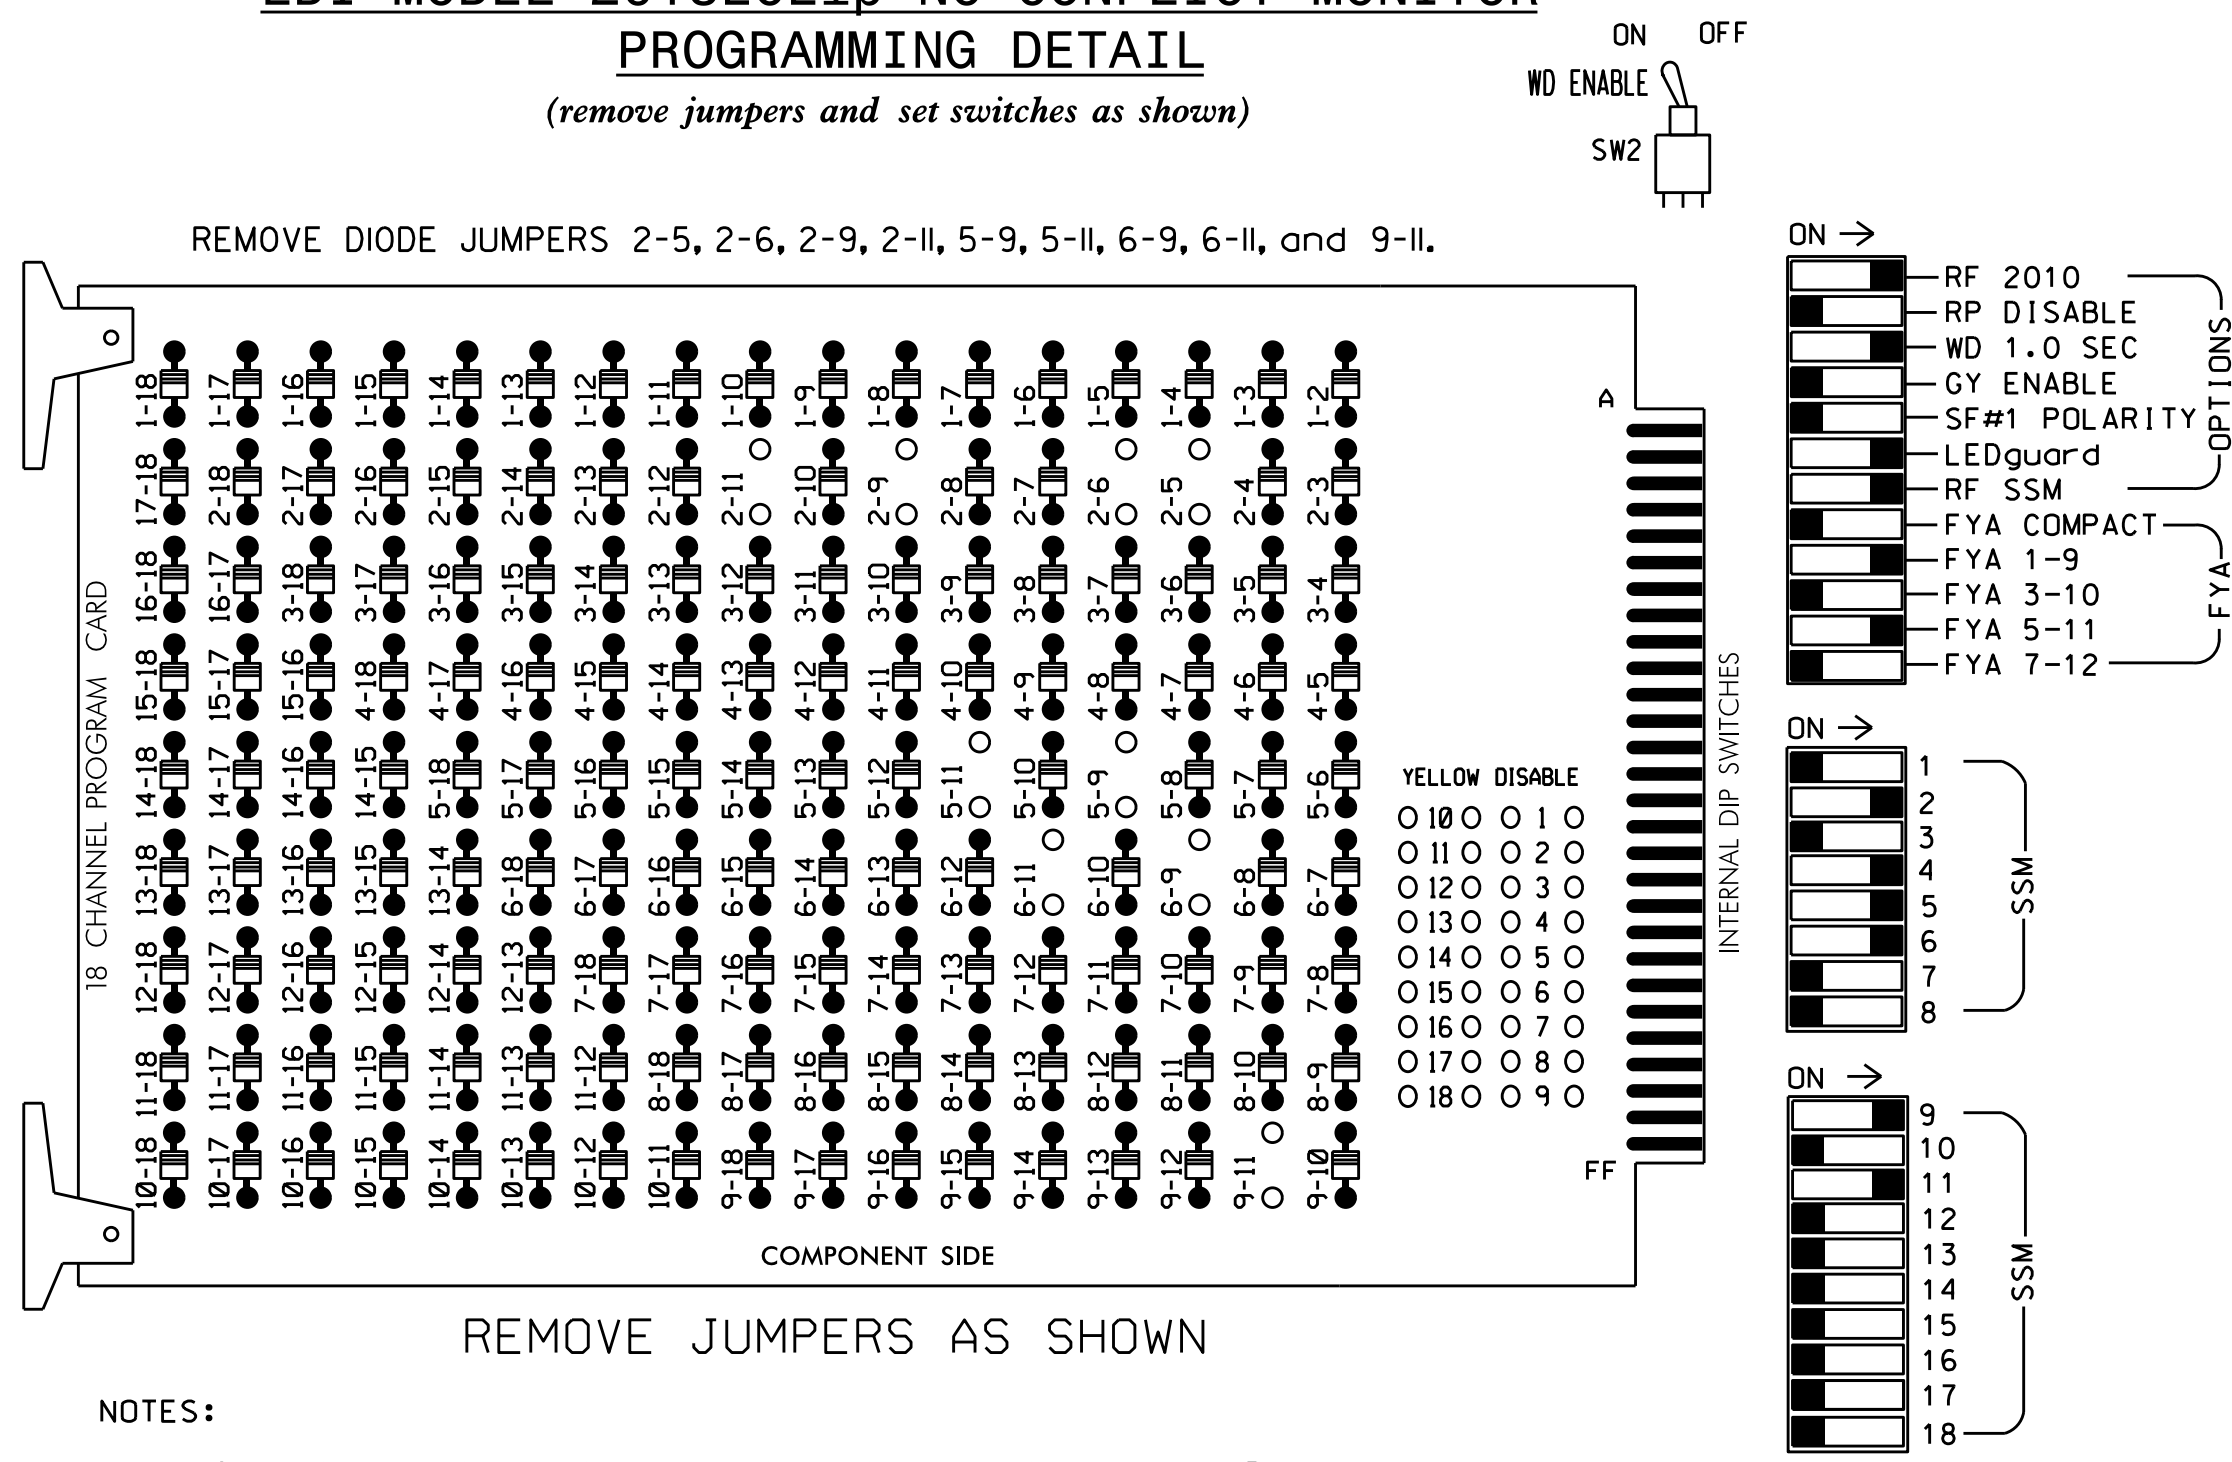 PROGRAMMING DETAIL
(remove jumpers and set switches as shown)
ON OFF
WD ENABLE
SW2
REMOVE DIODE JUMPERS 2-5, 2-6, 2-9, 2-11, 5-9, 5-11, 6-9, 6-11, and 9-11.
18 CHANNEL PROGRAM CARD
1-18 1-17 1-16 1-15 1-14 1-13 1-12 1-11 1-10 1-9 1-8 1-7 1-6 1-5 1-4 1-3 1-2
17-18 2-18 2-17 2-16 2-15 2-14 2-13 2-12 2-11 2-10 2-9 2-8 2-7 2-6 2-5 2-4 2-3
16-18 16-17 3-18 3-17 3-16 3-15 3-14 3-13 3-12 3-11 3-10 3-9 3-8 3-7 3-6 3-5 3-4
15-18 15-17 15-16 4-18 4-17 4-16 4-15 4-14 4-13 4-12 4-11 4-10 4-9 4-8 4-7 4-6 4-5
14-18 14-17 14-16 14-15 5-18 5-17 5-16 5-15 5-14 5-13 5-12 5-11 5-10 5-9 5-8 5-7 5-6
13-18 13-17 13-16 13-15 13-14 6-18 6-17 6-16 6-15 6-14 6-13 6-12 6-11 6-10 6-9 6-8 6-7
12-18 12-17 12-16 12-15 12-14 12-13 7-18 7-17 7-16 7-15 7-14 7-13 7-12 7-11 7-10 7-9 7-8
11-18 11-17 11-16 11-15 11-14 11-13 11-12 8-18 8-17 8-16 8-15 8-14 8-13 8-12 8-11 8-10 8-9
10-18 10-17 10-16 10-15 10-14 10-13 10-12 10-11 9-18 9-17 9-16 9-15 9-14 9-13 9-12 9-11 9-10
COMPONENT SIDE
YELLOW DISABLE
10 1
11 2
12 3
13 4
14 5
15 6
16 7
17 8
18 9
A
FF
INTERNAL DIP SWITCHES
ON
RF 2010
RP DISABLE
WD 1.0 SEC
GY ENABLE
SF#1 POLARITY
LEDguard
RF SSM
OPTIONS
FYA COMPACT
FYA 1-9
FYA 3-10
FYA 5-11
FYA 7-12
FYA
ON
1
2
3
4
5
6
7
8
SSM
ON
9
10
11
12
13
14
15
16
17
18
SSM
REMOVE JUMPERS AS SHOWN
NOTES: